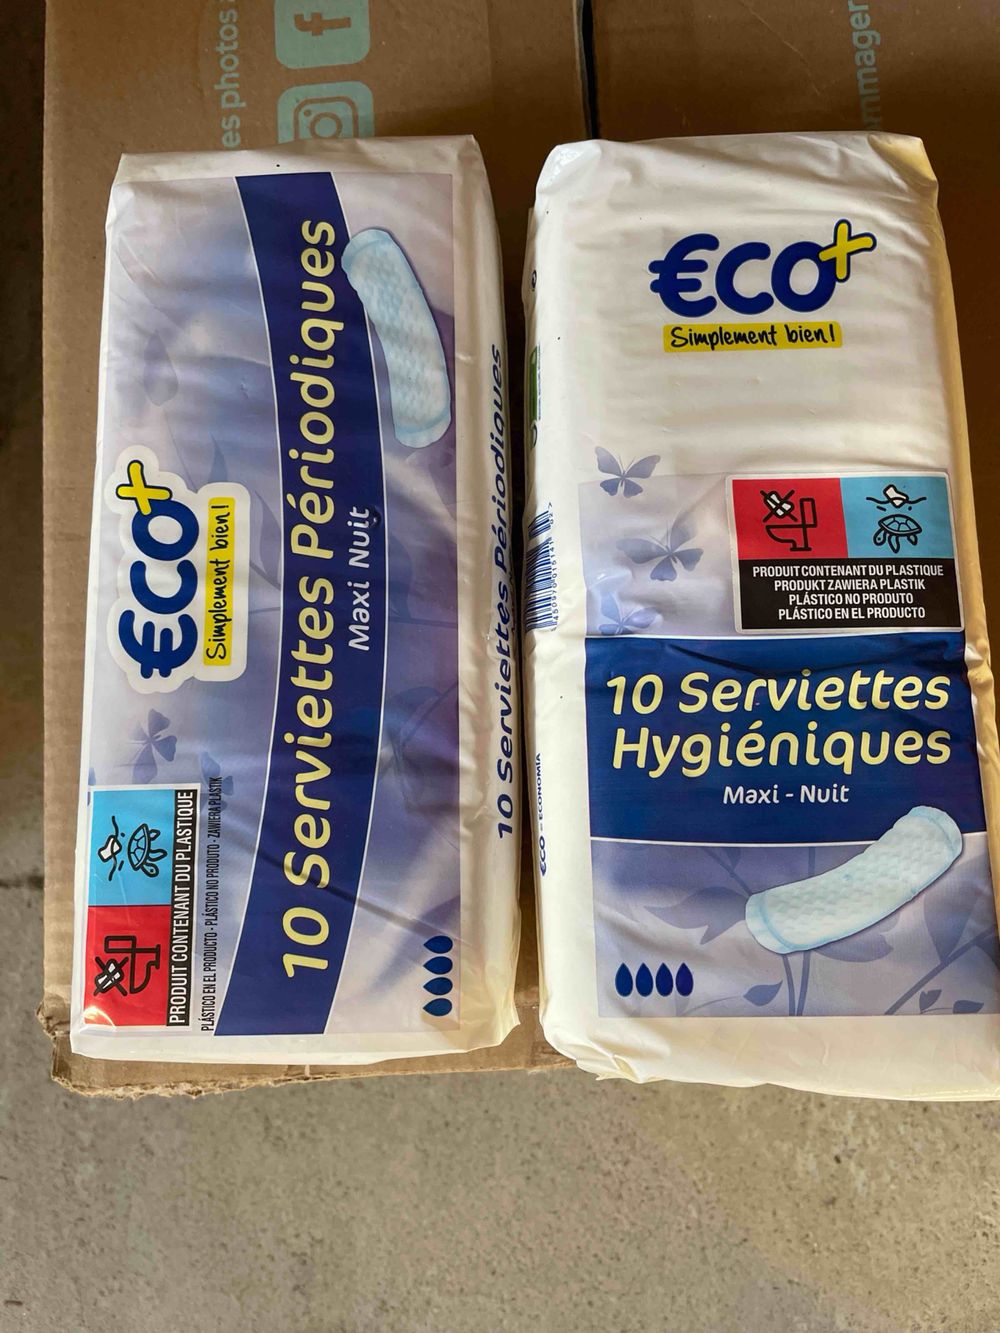 es photos
mmager
€CO+
Simplement bien!
10 Serviettes Périodiques
Maxi Nuit
PRODUIT CONTENANT DU PLASTIQUE
PLÁSTICO EN EL PRODUCTO - PLÁSTICO NO PRODUTO - ZAWIERA PLASTIK
10 Serviettes Périodiques
€CO+
Simplement bien!
PRODUIT CONTENANT DU PLASTIQUE
PRODUKT ZAWIERA PLASTIK
PLÁSTICO NO PRODUTO
PLÁSTICO EN EL PRODUCTO
10 Serviettes
Hygiéniques
Maxi - Nuit
€CO = ECONOMÍA